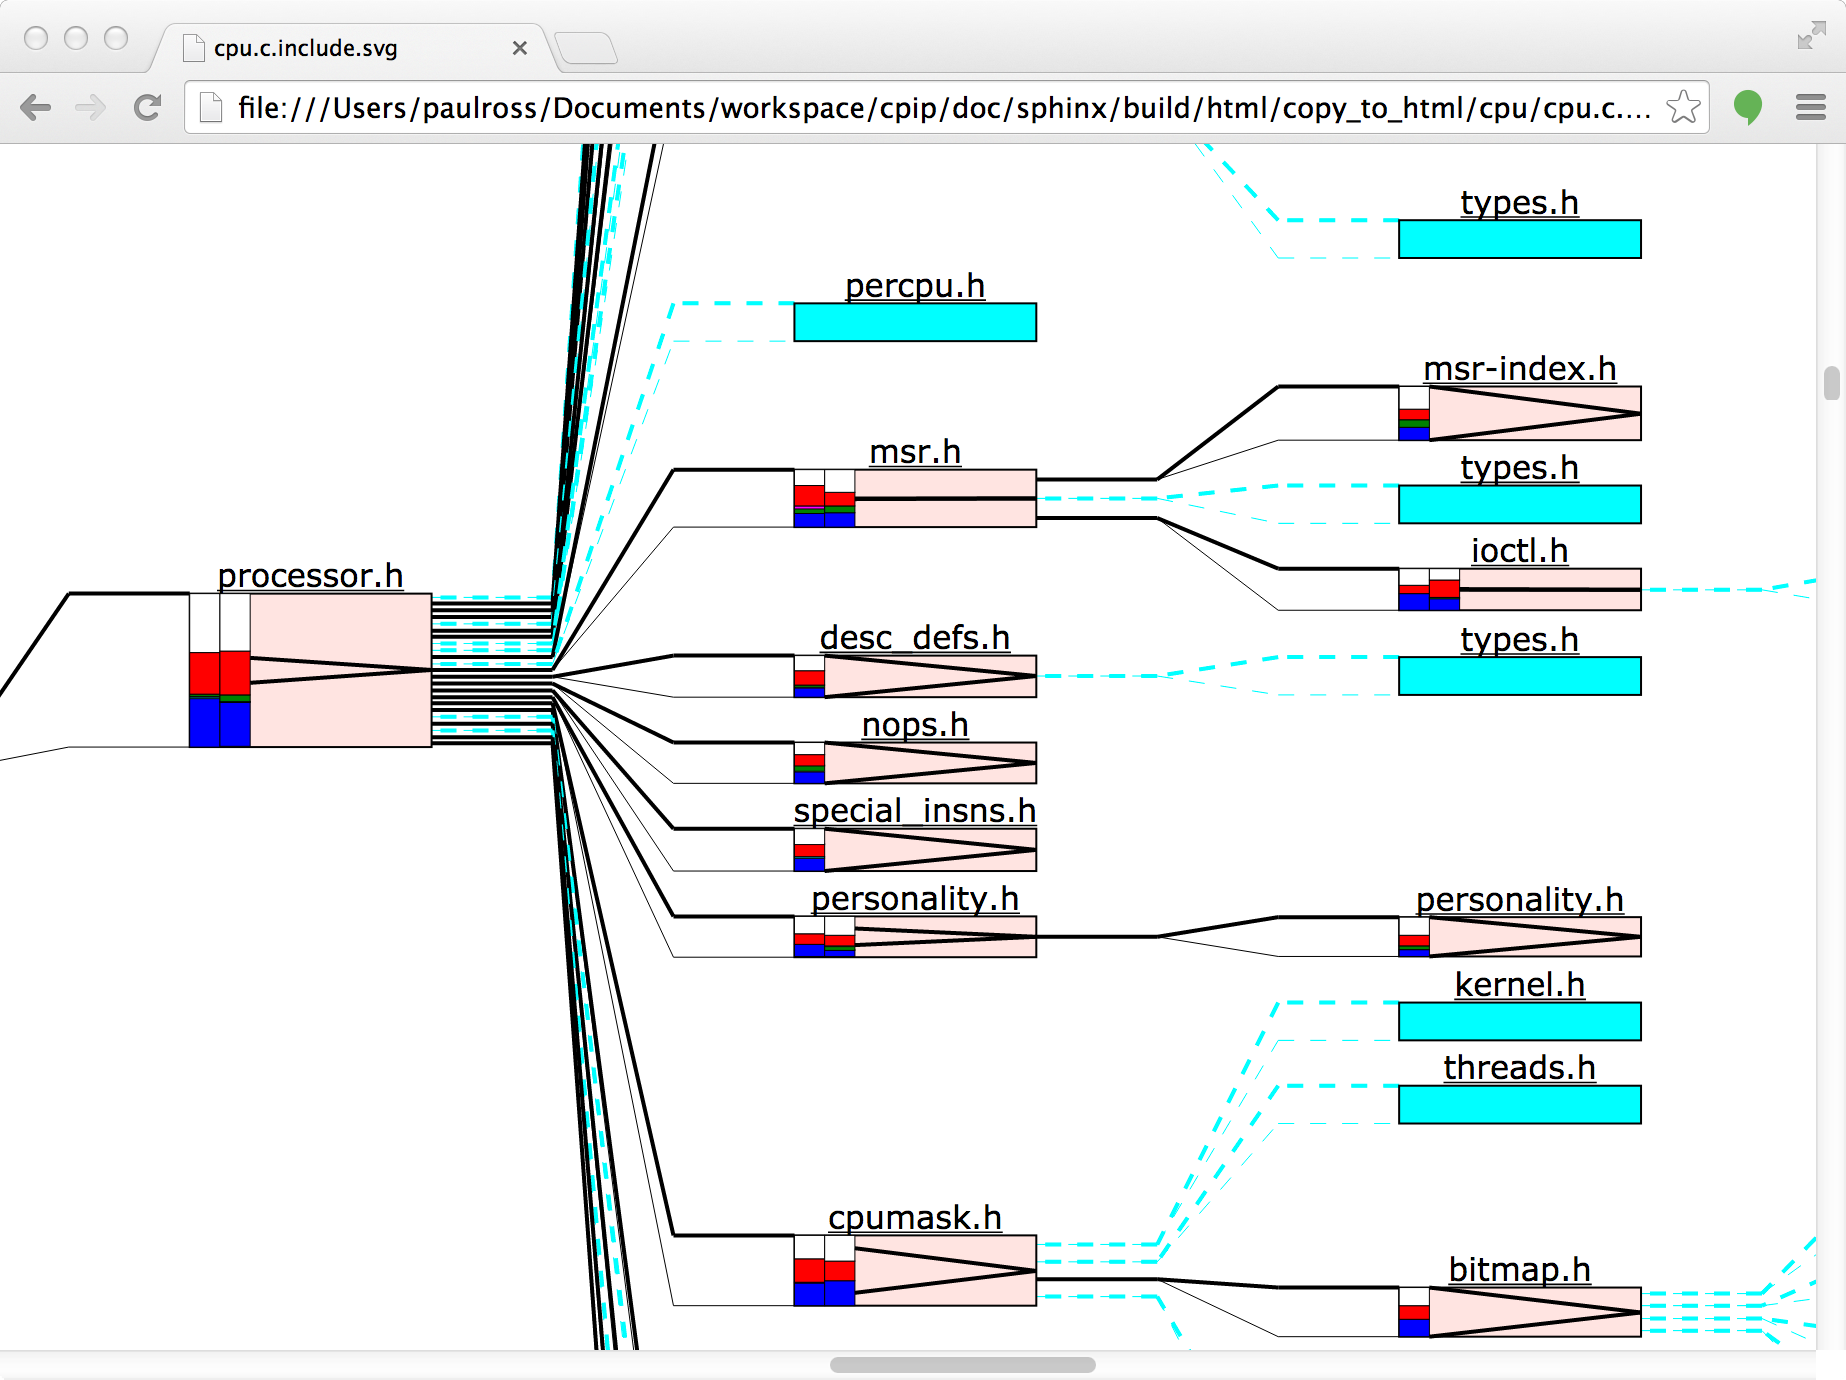 cpu.c.include.svg
file:///Users/paulross/Documents/workspace/cpip/doc/sphinx/build/html/copy_to_html/cpu/cpu.c....
types.h
percpu.h
msr-index.h
msr.h
types.h
ioctl.h
processor.h
desc_defs.h
types.h
nops.h
special_insns.h
personality.h
personality.h
kernel.h
threads.h
cpumask.h
bitmap.h